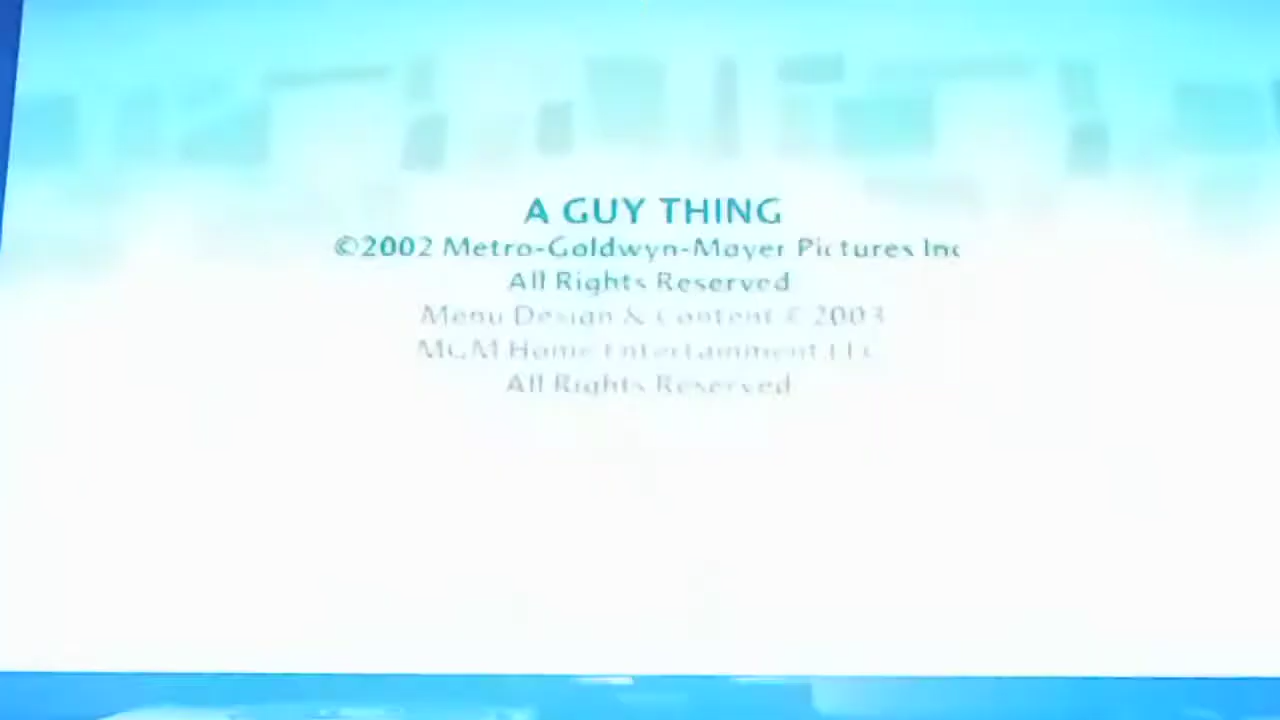 A GUY THING
©2002 Metro-Goldwyn-Mayer Pictures Inc
All Rights Reserved
Menu Design & Content © 2003
MGM Home Entertainment LLC
All Rights Reserved